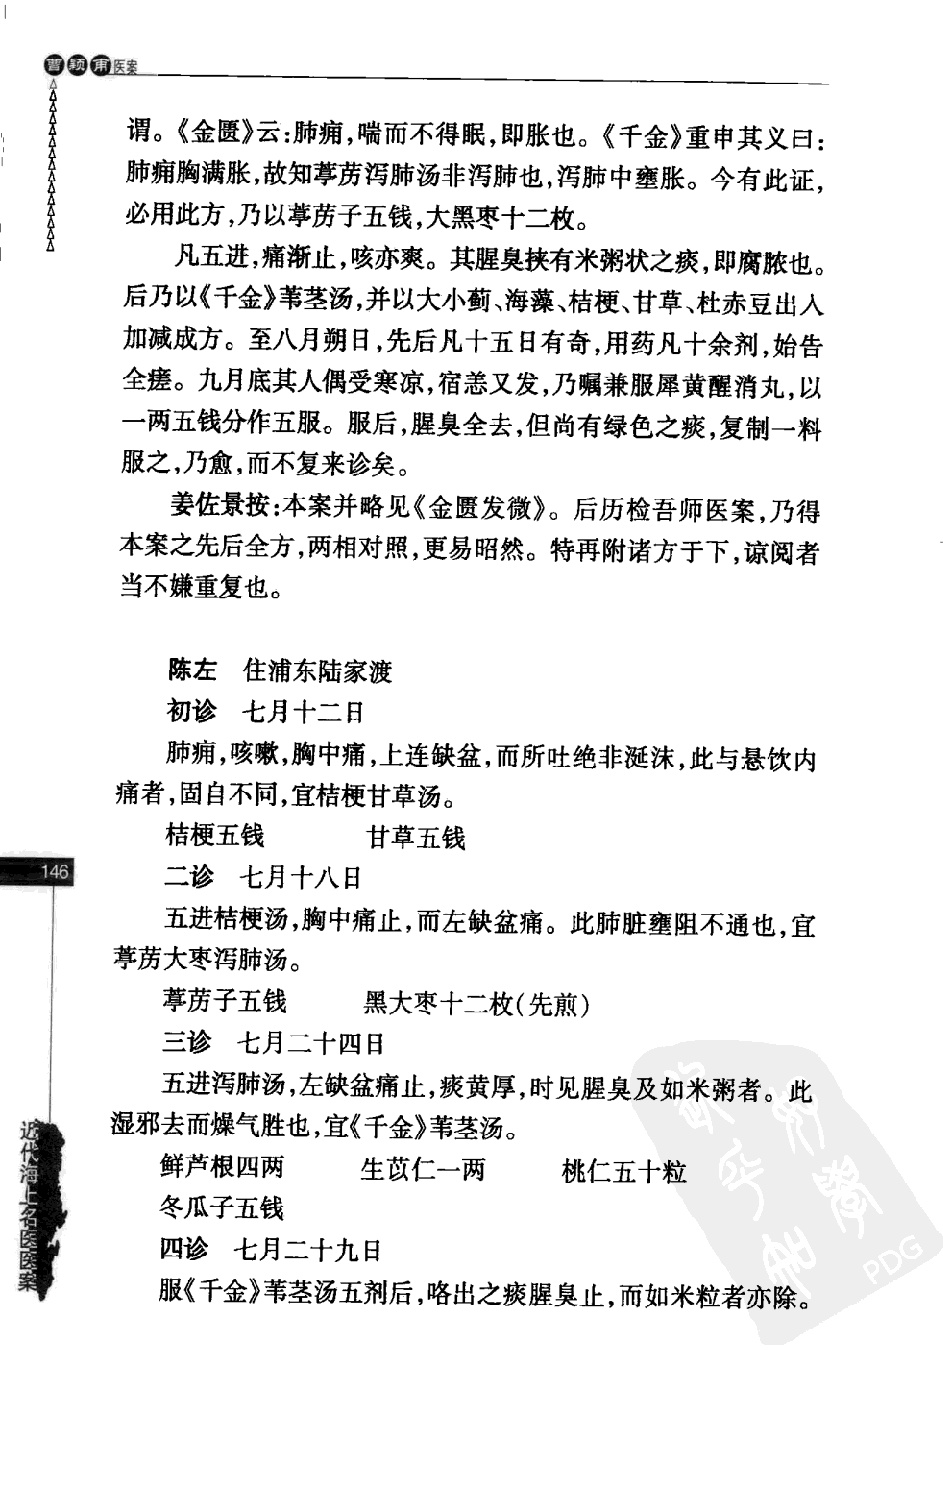 曹颖甫医案
谓。《金匮》云:肺痈,喘而不得眠,即胀也。《千金》重申其义曰:
肺痈胸满胀,故知葶苈泻肺汤非泻肺也,泻肺中壅胀。今有此证,
必用此方,乃以葶苈子五钱,大黑枣十二枚。
凡五进,痛渐止,咳亦爽。其腥臭挟有米粥状之痰,即腐脓也。
后乃以《千金》苇茎汤,并以大小蓟、海藻、桔梗、甘草、杜赤豆出入
加减成方。至八月朔日,先后凡十五日有奇,用药凡十余剂,始告
全瘥。九月底其人偶受寒凉,宿恙又发,乃嘱兼服犀黄醒消丸,以
一两五钱分作五服。服后,腥臭全去,但尚有绿色之痰,复制一料
服之,乃愈,而不复来诊矣。
姜佐景按:本案并略见《金匮发微》。后历检吾师医案,乃得
本案之先后全方,两相对照,更易昭然。特再附诸方于下,谅阅者
当不嫌重复也。
陈左 住浦东陆家渡
初诊 七月十二日
肺痈,咳嗽,胸中痛,上连缺盆,而所吐绝非涎沫,此与悬饮内
痛者,固自不同,宜桔梗甘草汤。
桔梗五钱 甘草五钱
二诊 七月十八日
五进桔梗汤,胸中痛止,而左缺盆痛。此肺脏壅阻不通也,宜
葶苈大枣泻肺汤。
葶苈子五钱 黑大枣十二枚(先煎)
三诊 七月二十四日
五进泻肺汤,左缺盆痛止,痰黄厚,时见腥臭及如米粥者。此
湿邪去而燥气胜也,宜《千金》苇茎汤。
鲜芦根四两 生苡仁一两 桃仁五十粒
冬瓜子五钱
四诊 七月二十九日
服《千金》苇茎汤五剂后,咯出之痰腥臭止,而如米粒者亦除。
146
近代海上名医医案
PDG